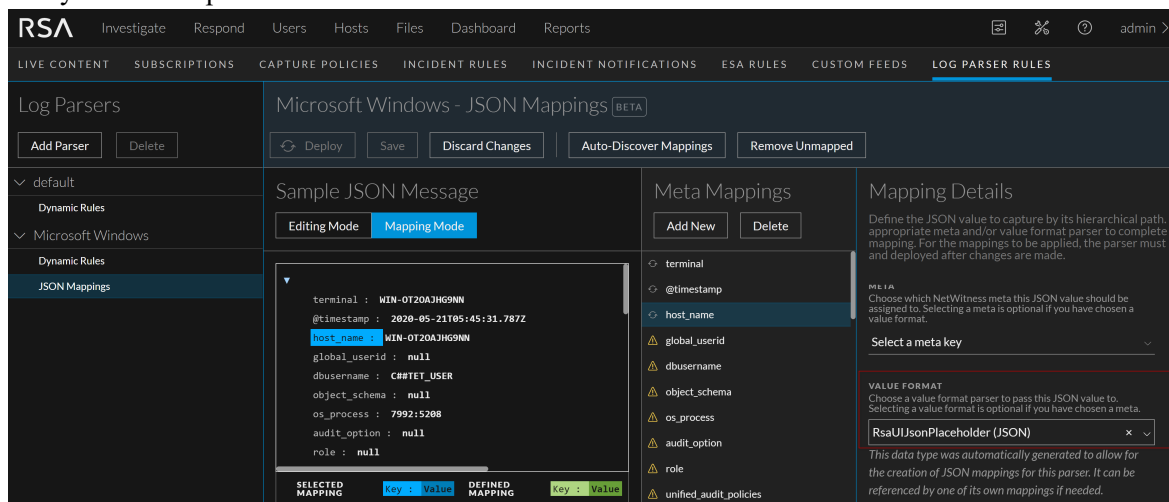 RSA Investigate Respond Users Hosts Files Dashboard Reports admin >
LIVE CONTENT SUBSCRIPTIONS CAPTURE POLICIES INCIDENT RULES INCIDENT NOTIFICATIONS ESA RULES CUSTOM FEEDS LOG PARSER RULES
Log Parsers
Add Parser Delete
default
Dynamic Rules
Microsoft Windows
Dynamic Rules
JSON Mappings
Microsoft Windows - JSON Mappings BETA
Deploy Save Discard Changes Auto-Discover Mappings Remove Unmapped
Sample JSON Message
Editing Mode Mapping Mode
terminal : WIN-OT2OAJHG9NN
@timestamp : 2020-05-21T05:45:31.787Z
host_name : WIN-OT2OAJHG9NN
global_userid : null
dbusername : C##TET_USER
object_schema : null
os_process : 7992:5208
audit_option : null
role : null
SELECTED MAPPING Key : Value DEFINED MAPPING Key : Value
Meta Mappings
Add New Delete
terminal
@timestamp
host_name
global_userid
dbusername
object_schema
os_process
audit_option
role
unified_audit_policies
Mapping Details
Define the JSON value to capture by its hierarchical path.
appropriate meta and/or value format parser to complete
mapping. For the mappings to be applied, the parser must
and deployed after changes are made.
META
Choose which NetWitness meta this JSON value should be
assigned to. Selecting a meta is optional if you have chosen a
value format.
Select a meta key
VALUE FORMAT
Choose a value format parser to pass this JSON value to.
Selecting a value format is optional if you have chosen a meta.
RsaUIJsonPlaceholder (JSON) ×
This data type was automatically generated to allow for
the creation of JSON mappings for this parser. It can be
referenced by one of its own mappings if needed.